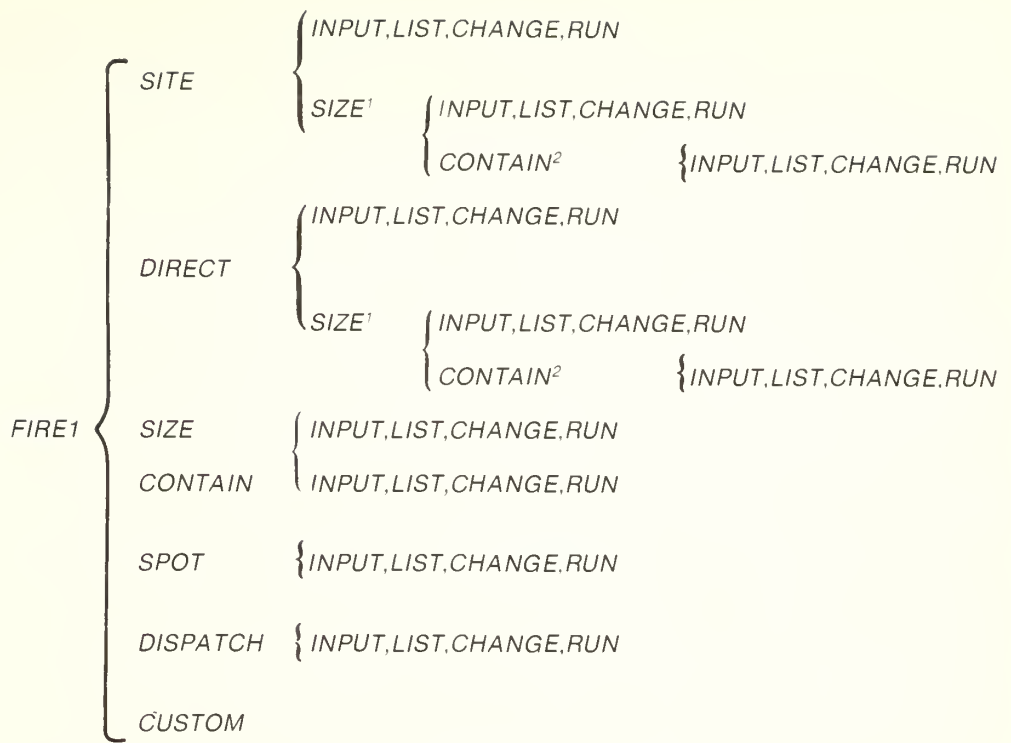 INPUT,LIST,CHANGE,RUN
SITE
SIZE¹ INPUT,LIST,CHANGE,RUN
CONTAIN² INPUT,LIST,CHANGE,RUN
INPUT,LIST,CHANGE,RUN
DIRECT
SIZE¹ INPUT,LIST,CHANGE,RUN
CONTAIN² INPUT,LIST,CHANGE,RUN
FIRE1 SIZE INPUT,LIST,CHANGE,RUN
CONTAIN INPUT,LIST,CHANGE,RUN
SPOT INPUT,LIST,CHANGE,RUN
DISPATCH INPUT,LIST,CHANGE,RUN
CUSTOM